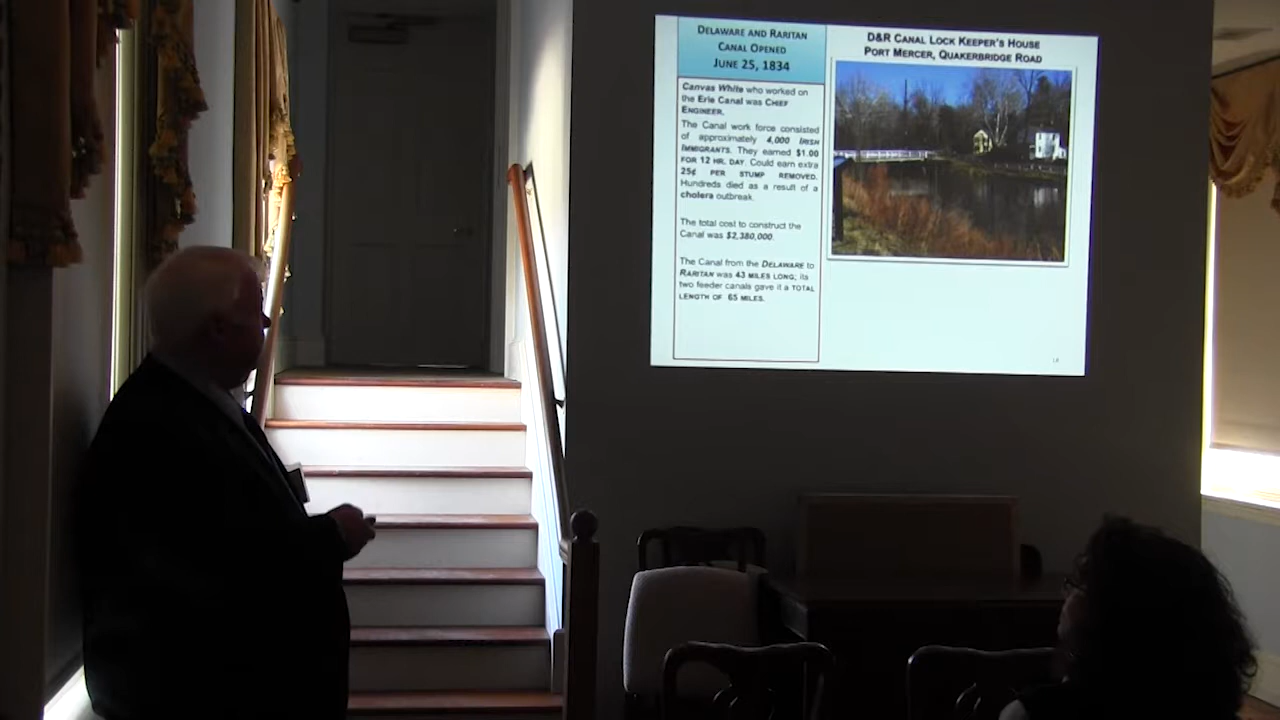 DELAWARE AND RARITAN
CANAL OPENED
JUNE 25, 1834
Canvas White who worked on
the Erie Canal was CHIEF
ENGINEER.
The Canal work force consisted
of approximately 4,000 IRISH
IMMIGRANTS. They earned $1.00
FOR 12 HR. DAY. Could earn extra
25¢ PER STUMP REMOVED.
Hundreds died as a result of a
cholera outbreak.
The total cost to construct the
Canal was $2,380,000.
The Canal from the DELAWARE to
RARITAN was 43 MILES LONG; its
two feeder canals gave it a TOTAL
LENGTH OF 65 MILES.
D&R CANAL LOCK KEEPER'S HOUSE
PORT MERCER, QUAKERBRIDGE ROAD